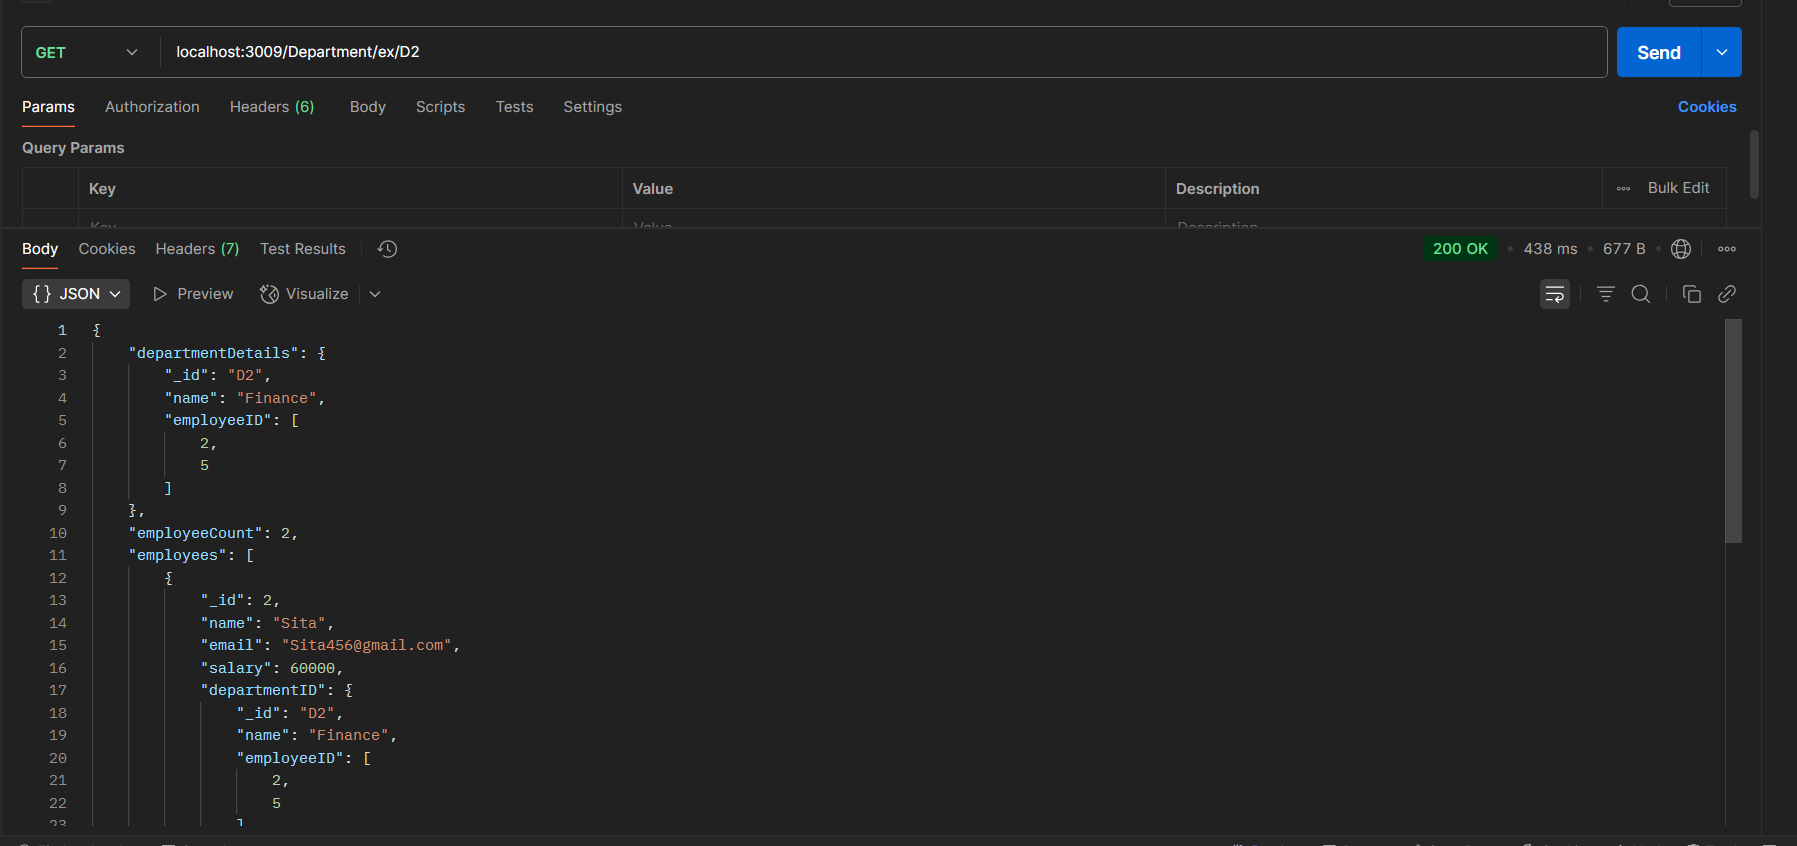 GET localhost:3009/Department/ex/D2 Send
Params Authorization Headers (6) Body Scripts Tests Settings Cookies
Query Params
Key Value Description Bulk Edit
Key Value Description
Body Cookies Headers (7) Test Results 200 OK • 438 ms • 677 B •
{} JSON Preview Visualize
1 {
2 "departmentDetails": {
3 "_id": "D2",
4 "name": "Finance",
5 "employeeID": [
6 2,
7 5
8 ]
9 },
10 "employeeCount": 2,
11 "employees": [
12 {
13 "_id": 2,
14 "name": "Sita",
15 "email": "Sita456@gmail.com",
16 "salary": 60000,
17 "departmentID": {
18 "_id": "D2",
19 "name": "Finance",
20 "employeeID": [
21 2,
22 5
23 ]